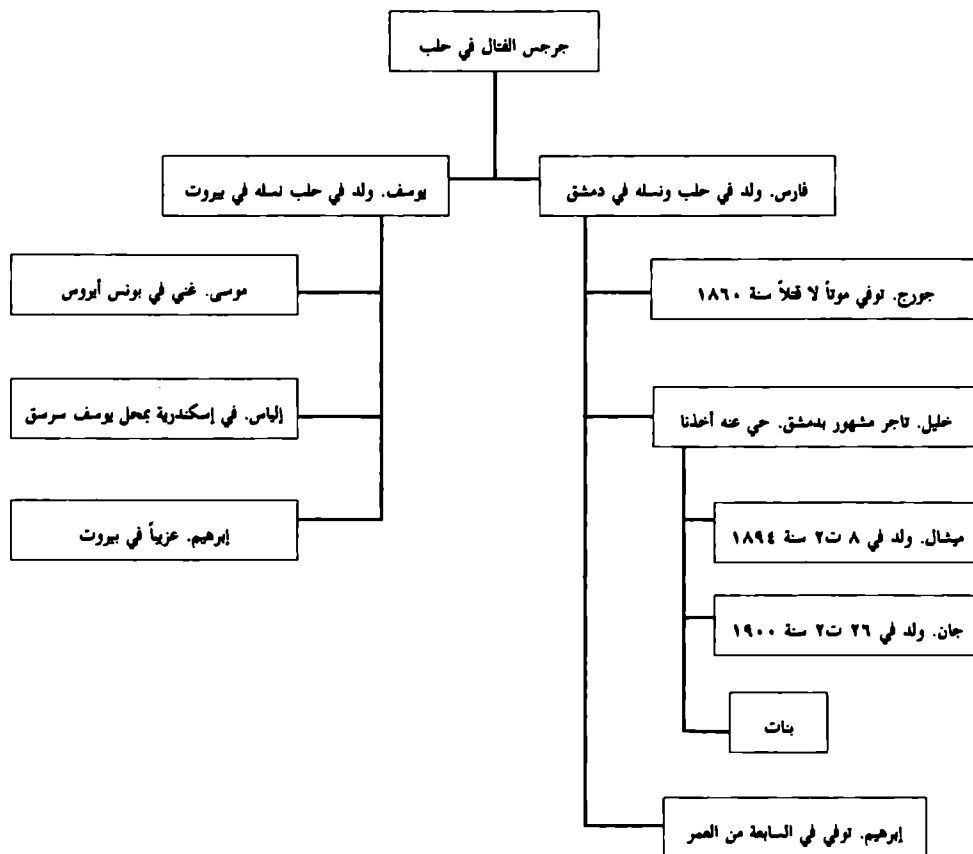 جرجس الفتال في حلب
فارس. ولد في حلب ونسله في دمشق
يوسف. ولد في حلب نسله في بيروت
جورج. توفي موتاً لا قتلاً سنة ١٨٦٠
موسى. غني في بونس أيروس
خليل. تاجر مشهور بدمشق. حي عنه أخذنا
إلياس. في إسكندرية بمحل يوسف سرسق
ميشال. ولد في ٨ ت٢ سنة ١٨٩٤
إبرهيم. عزيباً في بيروت
جان. ولد في ٢٦ ت٢ سنة ١٩٠٠
بنات
إبرهيم. توفي في السابعة من العمر